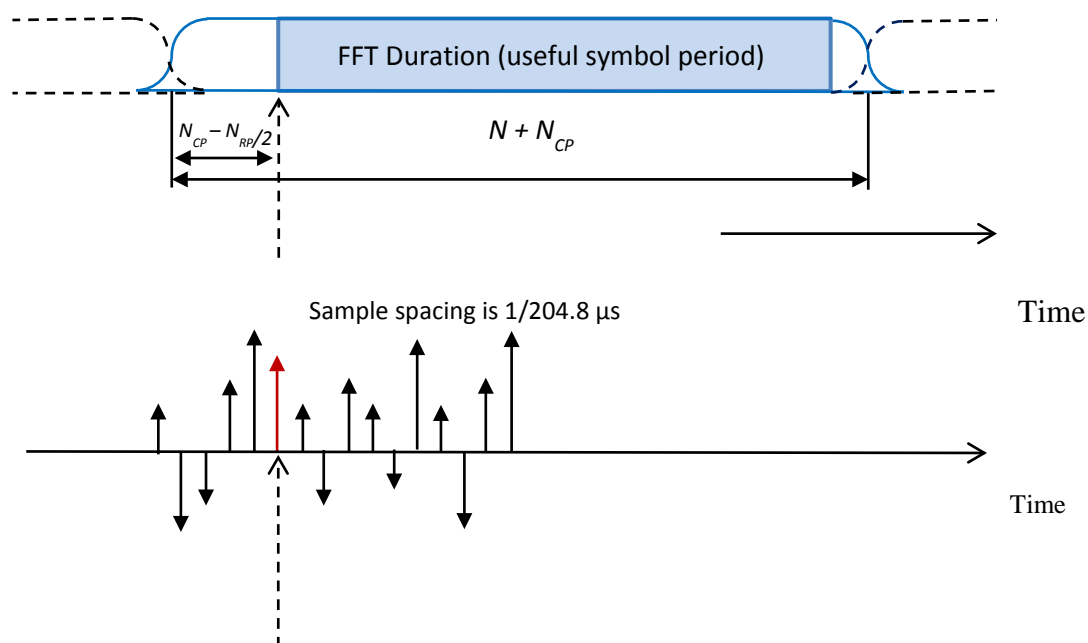 FFT Duration (useful symbol period)
N_CP – N_RP/2
N + N_CP
Time
Sample spacing is 1/204.8 µs
Time